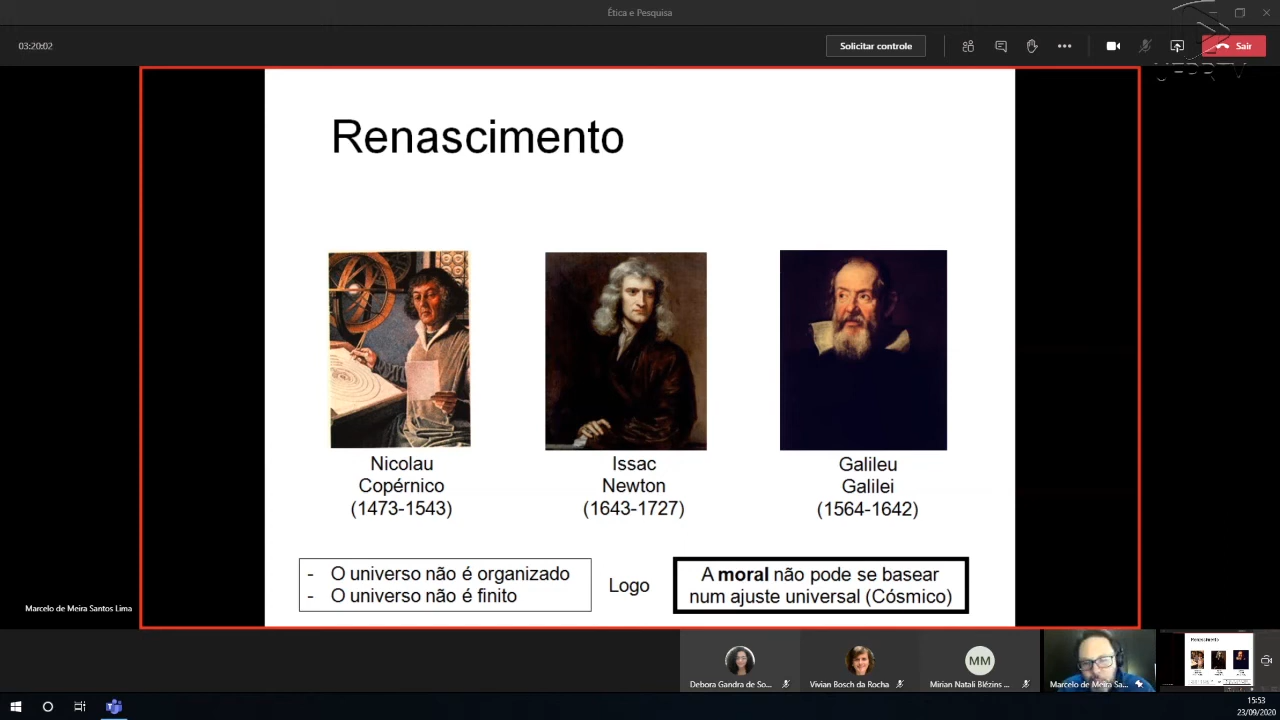 Ética e Pesquisa
03:20:02
Solicitar controle
Sair
Renascimento
Nicolau
Copérnico
(1473-1543)
Issac
Newton
(1643-1727)
Galileu
Galilei
(1564-1642)
- O universo não é organizado
- O universo não é finito
Logo
A moral não pode se basear
num ajuste universal (Cósmico)
Marcelo de Meira Santos Lima
MM
Debora Gandra de So...
Vivian Bosch da Rocha
Mirian Natali Blézins ...
Marcelo de Meira Sa...
Renascimento
15:53
23/09/2020